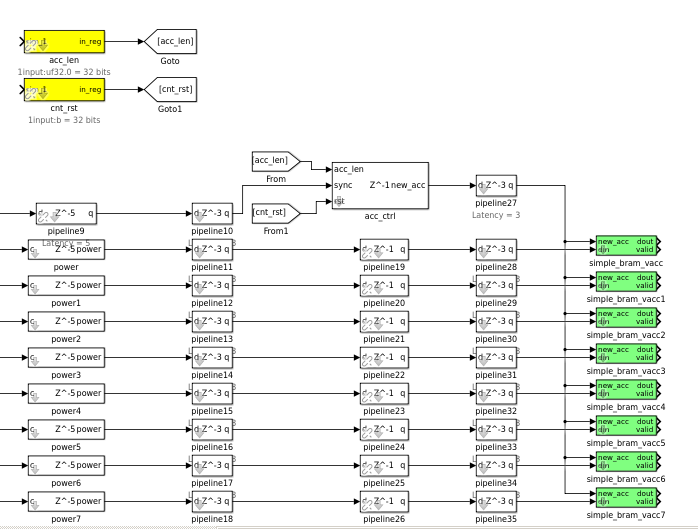 in_reg
[acc_len]
acc_len
Goto
1input:uf32.0 = 32 bits
in_reg
[cnt_rst]
cnt_rst
Goto1
1input:b = 32 bits
[acc_len]
From
acc_len
sync Z^-1 new_acc
acc_ctrl
[cnt_rst]
From1
d Z^-3 q
pipeline27
Latency = 3
Z^-5 q
pipeline9
Latency = 5
d Z^-3 q
pipeline10
Z^-5 power
power
d Z^-3 q
pipeline11
Z^-1 q
pipeline19
d Z^-3 q
pipeline28
new_acc dout
din valid
simple_bram_vacc
Z^-5 power
power1
d Z^-3 q
pipeline12
Z^-1 q
pipeline20
d Z^-3 q
pipeline29
new_acc dout
din valid
simple_bram_vacc1
Z^-5 power
power2
d Z^-3 q
pipeline13
Z^-1 q
pipeline21
d Z^-3 q
pipeline30
new_acc dout
din valid
simple_bram_vacc2
Z^-5 power
power3
d Z^-3 q
pipeline14
Z^-1 q
pipeline22
d Z^-3 q
pipeline31
new_acc dout
din valid
simple_bram_vacc3
Z^-5 power
power4
d Z^-3 q
pipeline15
Z^-1 q
pipeline23
d Z^-3 q
pipeline32
new_acc dout
din valid
simple_bram_vacc4
Z^-5 power
power5
d Z^-3 q
pipeline16
Z^-1 q
pipeline24
d Z^-3 q
pipeline33
new_acc dout
din valid
simple_bram_vacc5
Z^-5 power
power6
d Z^-3 q
pipeline17
Z^-1 q
pipeline25
d Z^-3 q
pipeline34
new_acc dout
din valid
simple_bram_vacc6
Z^-5 power
power7
d Z^-3 q
pipeline18
Z^-1 q
pipeline26
d Z^-3 q
pipeline35
new_acc dout
din valid
simple_bram_vacc7